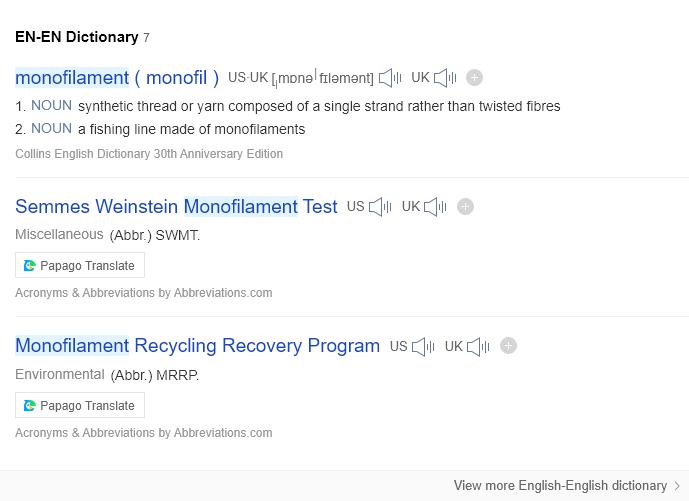 EN-EN Dictionary 7
monofilament ( monofil ) US·UK [ˌmɒnəˈfɪləmənt] UK
1. NOUN synthetic thread or yarn composed of a single strand rather than twisted fibres
2. NOUN a fishing line made of monofilaments
Collins English Dictionary 30th Anniversary Edition
Semmes Weinstein Monofilament Test US UK
Miscellaneous (Abbr.) SWMT.
Papago Translate
Acronyms & Abbreviations by Abbreviations.com
Monofilament Recycling Recovery Program US UK
Environmental (Abbr.) MRRP.
Papago Translate
Acronyms & Abbreviations by Abbreviations.com
View more English-English dictionary